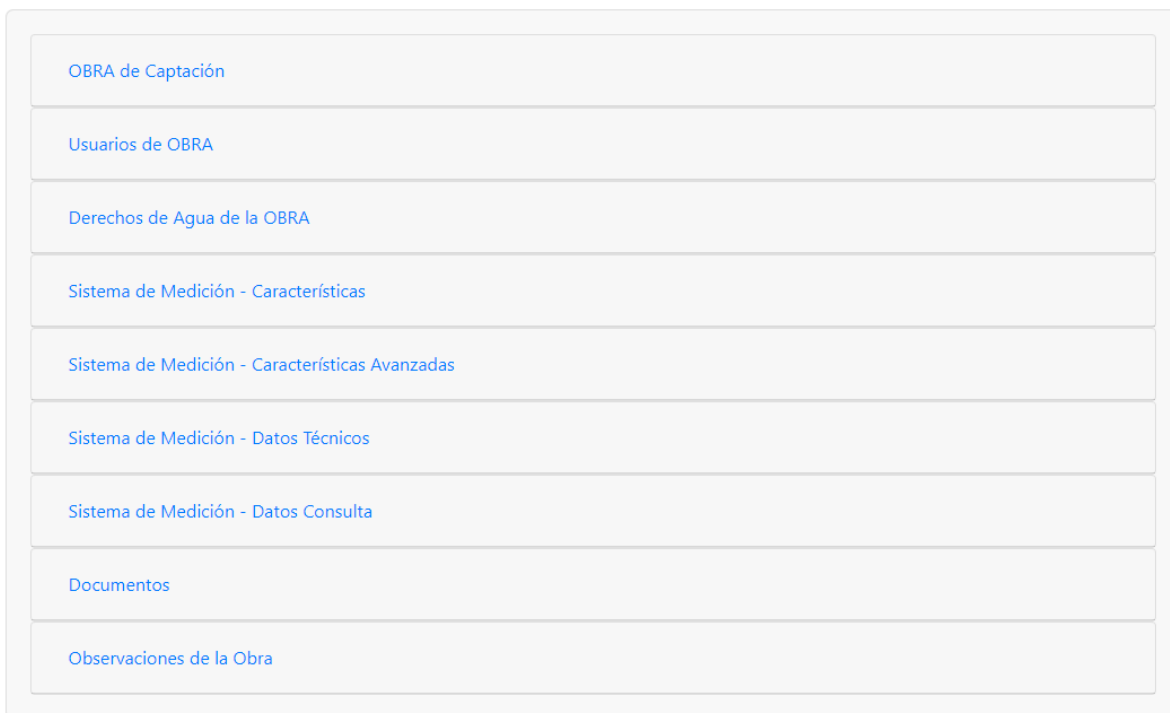 OBRA de Captación
Usuarios de OBRA
Derechos de Agua de la OBRA
Sistema de Medición - Características
Sistema de Medición - Características Avanzadas
Sistema de Medición - Datos Técnicos
Sistema de Medición - Datos Consulta
Documentos
Observaciones de la Obra